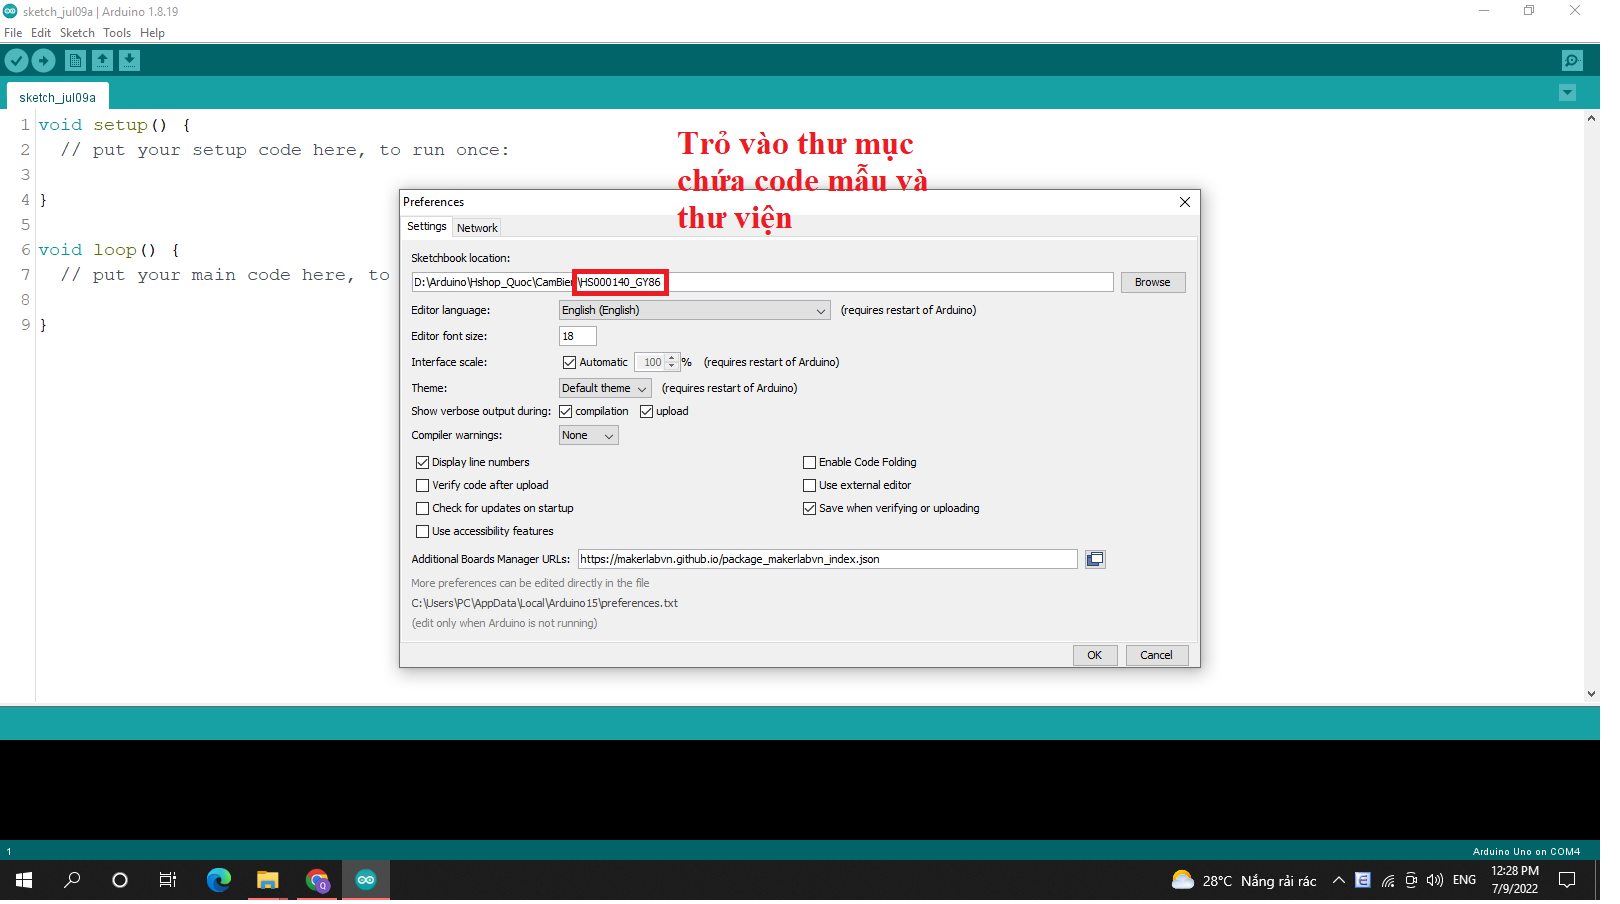 sketch_jul09a | Arduino 1.8.19
File Edit Sketch Tools Help
sketch_jul09a
1 void setup() {
2 // put your setup code here, to run once:
3
4 }
5
6 void loop() {
7 // put your main code here, to
8
9 }
Trỏ vào thư mục
chứa code mẫu và
thư viện
Preferences
Settings Network
Sketchbook location:
D:\Arduino\Hshop_Quoc\CamBien\HS000140_GY86 Browse
Editor language: English (English) (requires restart of Arduino)
Editor font size: 18
Interface scale: Automatic 100 % (requires restart of Arduino)
Theme: Default theme (requires restart of Arduino)
Show verbose output during: compilation upload
Compiler warnings: None
Display line numbers Enable Code Folding
Verify code after upload Use external editor
Check for updates on startup Save when verifying or uploading
Use accessibility features
Additional Boards Manager URLs: https://makerlabvn.github.io/package_makerlabvn_index.json
More preferences can be edited directly in the file
C:\Users\PC\AppData\Local\Arduino15\preferences.txt
(edit only when Arduino is not running)
OK Cancel
1 Arduino Uno on COM4
28°C Nắng rải rác ENG 12:28 PM
7/9/2022